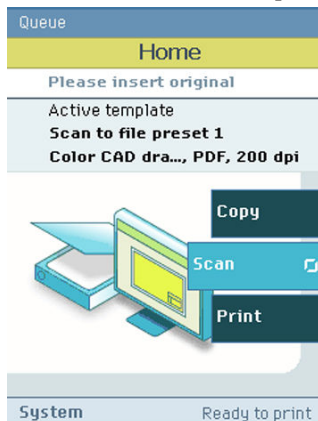 Queue
Home
Please insert original
Active template
Scan to file preset 1
Color CAD dra..., PDF, 200 dpi
Copy
Scan
Print
System Ready to print